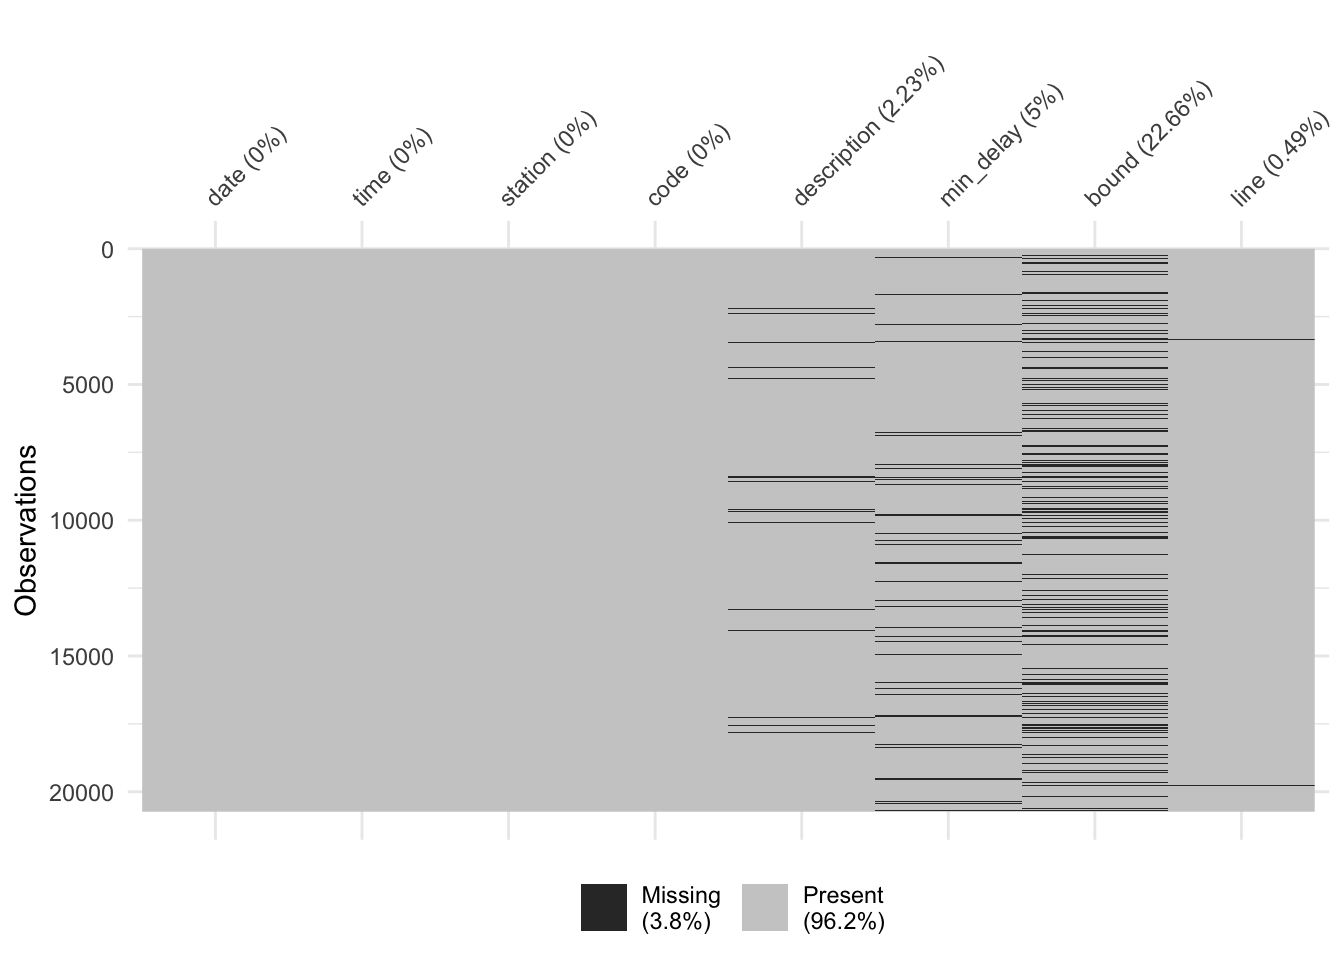 date (0%)
time (0%)
station (0%)
code (0%)
description (2.23%)
min_delay (5%)
bound (22.66%)
line (0.49%)
0
5000
10000
15000
20000
Observations
Missing
(3.8%)
Present
(96.2%)